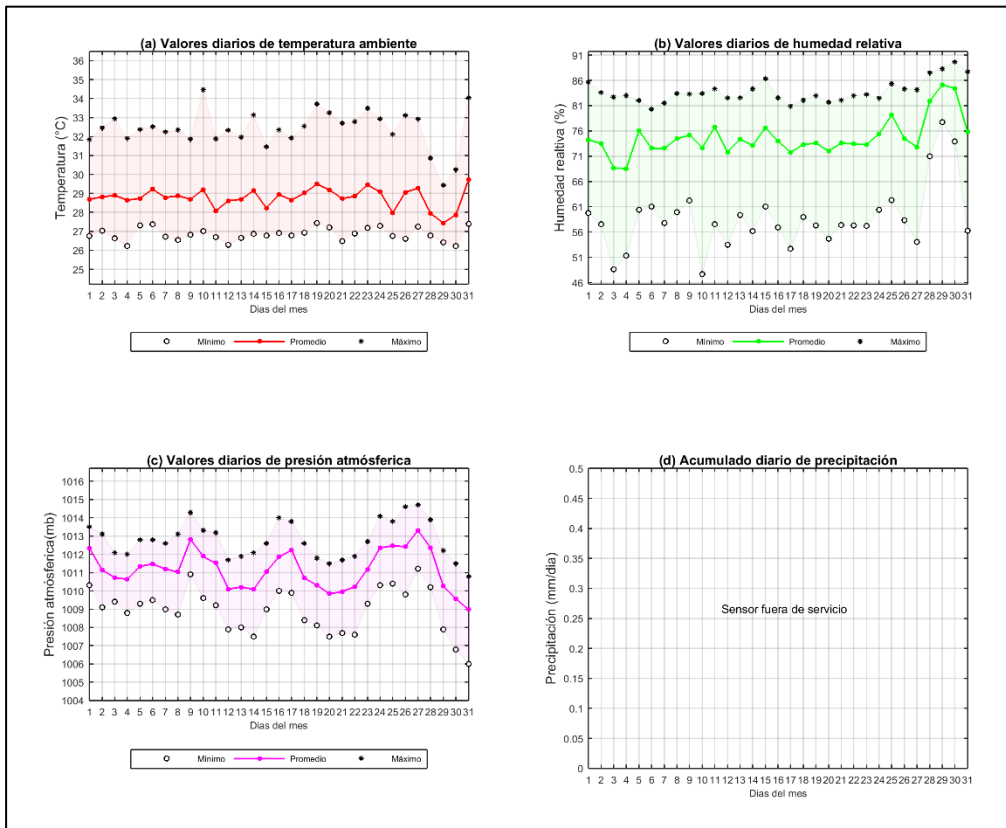 (a) Valores diarios de temperatura ambiente
Temperatura (°C)
36
35
34
33
32
31
30
29
28
27
26
25
1 2 3 4 5 6 7 8 9 10 11 12 13 14 15 16 17 18 19 20 21 22 23 24 25 26 27 28 29 30 31
Dias del mes
Mínimo Promedio Máximo
(b) Valores diarios de humedad relativa
Humedad realtiva (%)
91
86
81
76
71
66
61
56
51
46
1 2 3 4 5 6 7 8 9 10 11 12 13 14 15 16 17 18 19 20 21 22 23 24 25 26 27 28 29 30 31
Dias del mes
Mínimo Promedio Máximo
(c) Valores diarios de presión atmósferica
Presión atmósferica(mb)
1016
1015
1014
1013
1012
1011
1010
1009
1008
1007
1006
1005
1004
1 2 3 4 5 6 7 8 9 10 11 12 13 14 15 16 17 18 19 20 21 22 23 24 25 26 27 28 29 30 31
Dias del mes
Mínimo Promedio Máximo
(d) Acumulado diario de precipitación
Precipitación (mm/dia)
0.5
0.45
0.4
0.35
0.3
0.25
0.2
0.15
0.1
0.05
0
Sensor fuera de servicio
1 2 3 4 5 6 7 8 9 10 11 12 13 14 15 16 17 18 19 20 21 22 23 24 25 26 27 28 29 30 31
Dias del mes